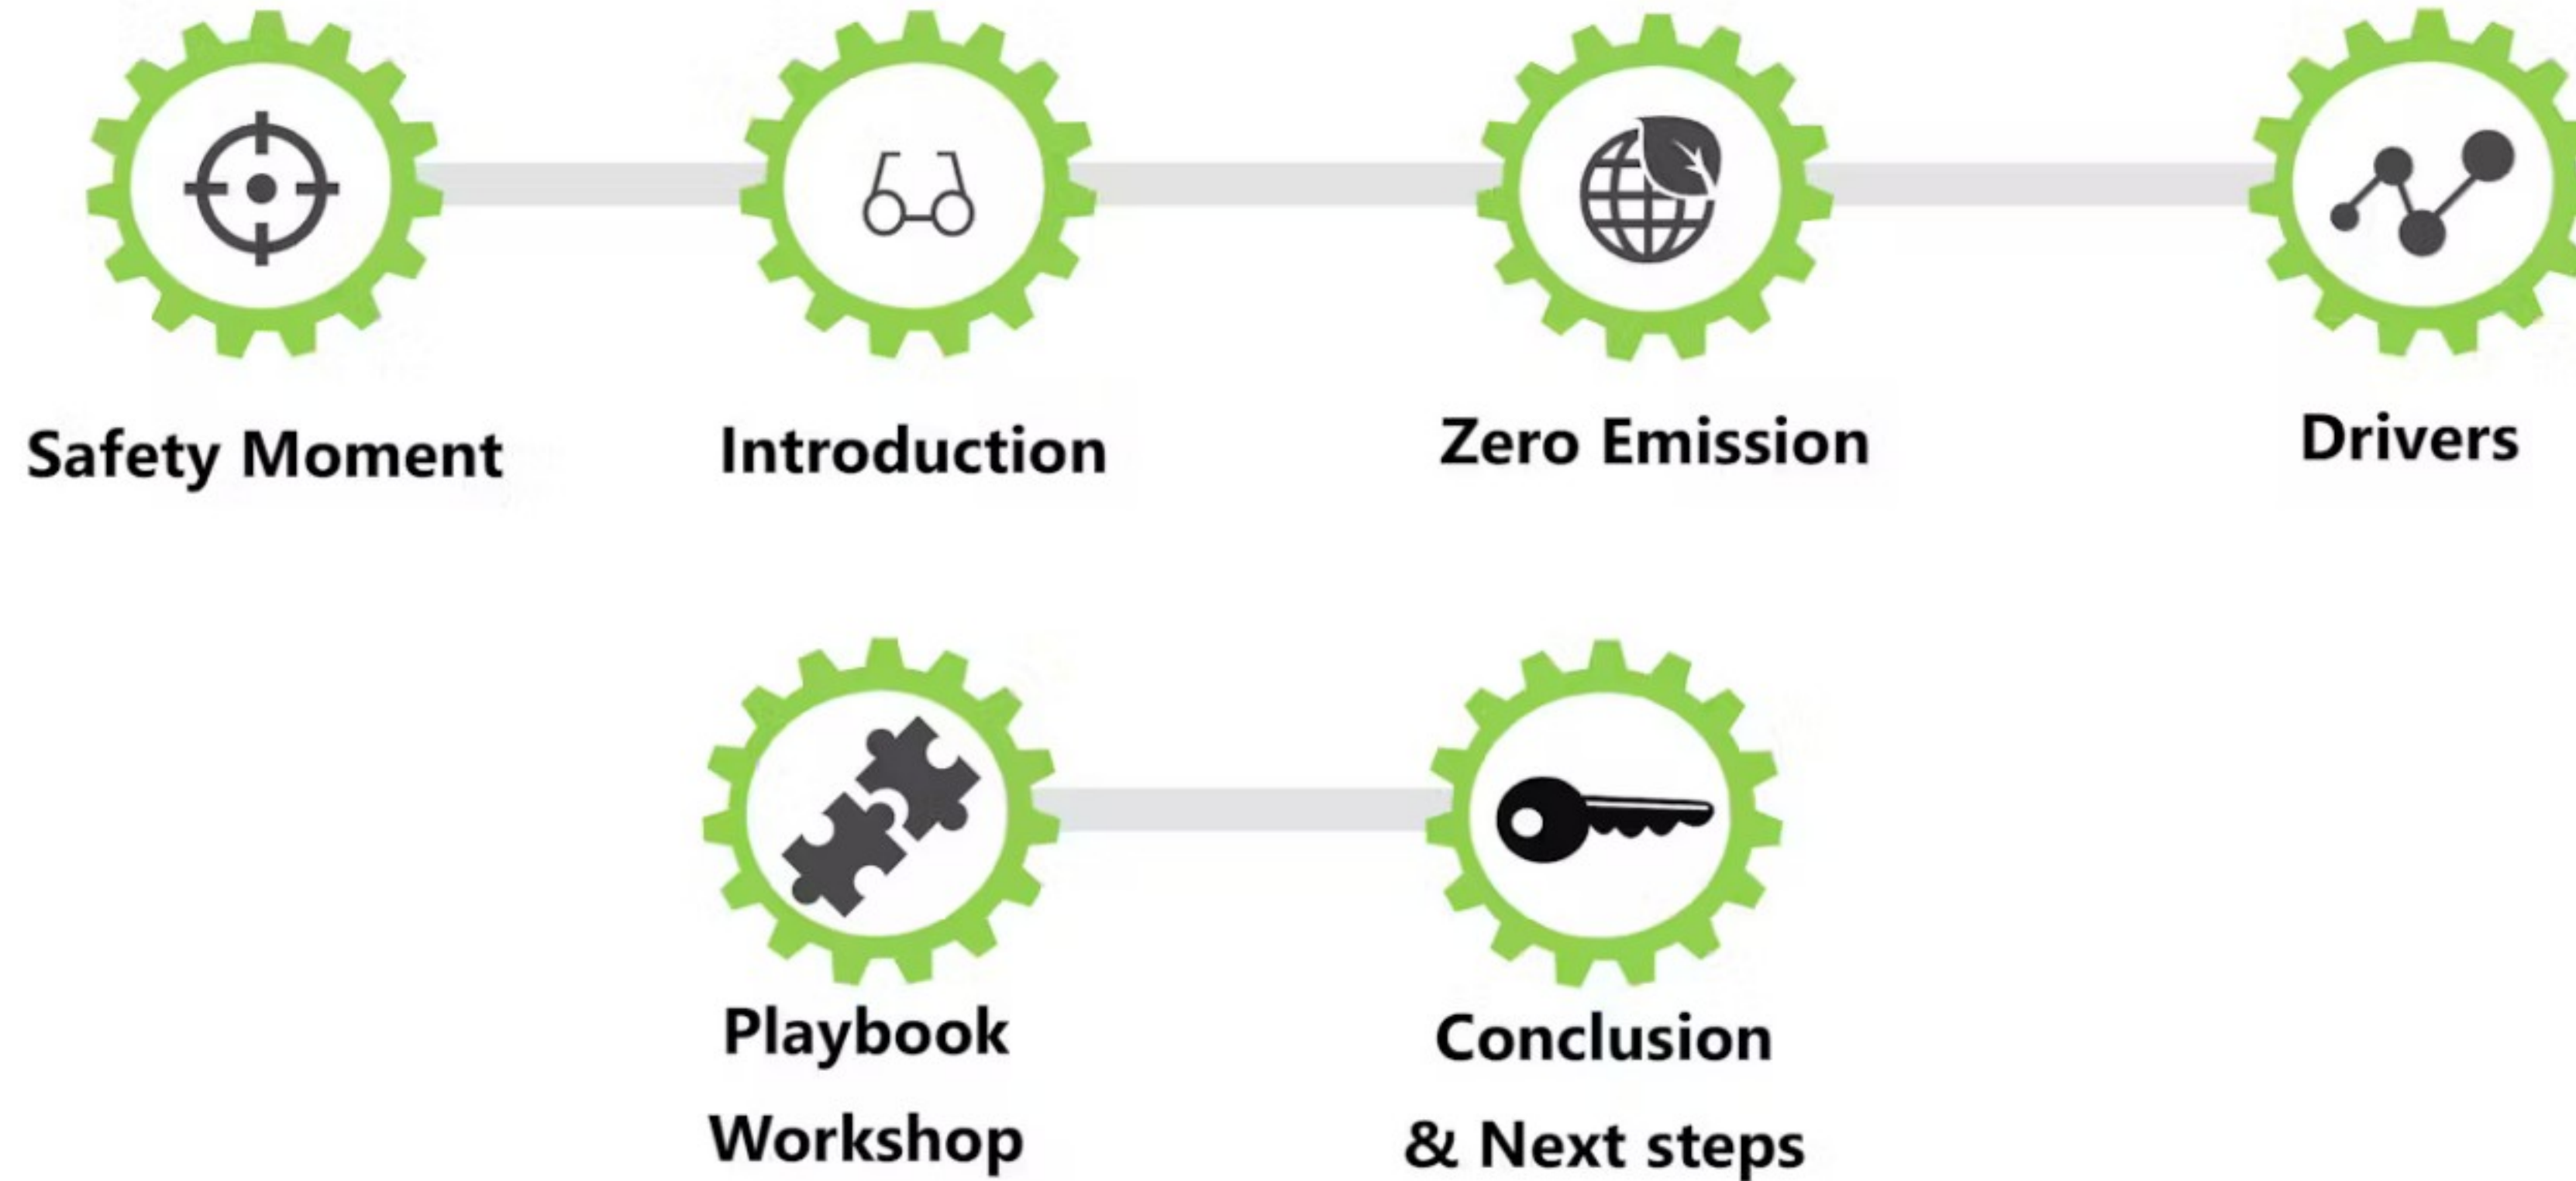 Safety Moment
Introduction
Zero Emission
Drivers
Playbook
Workshop
Conclusion
& Next steps